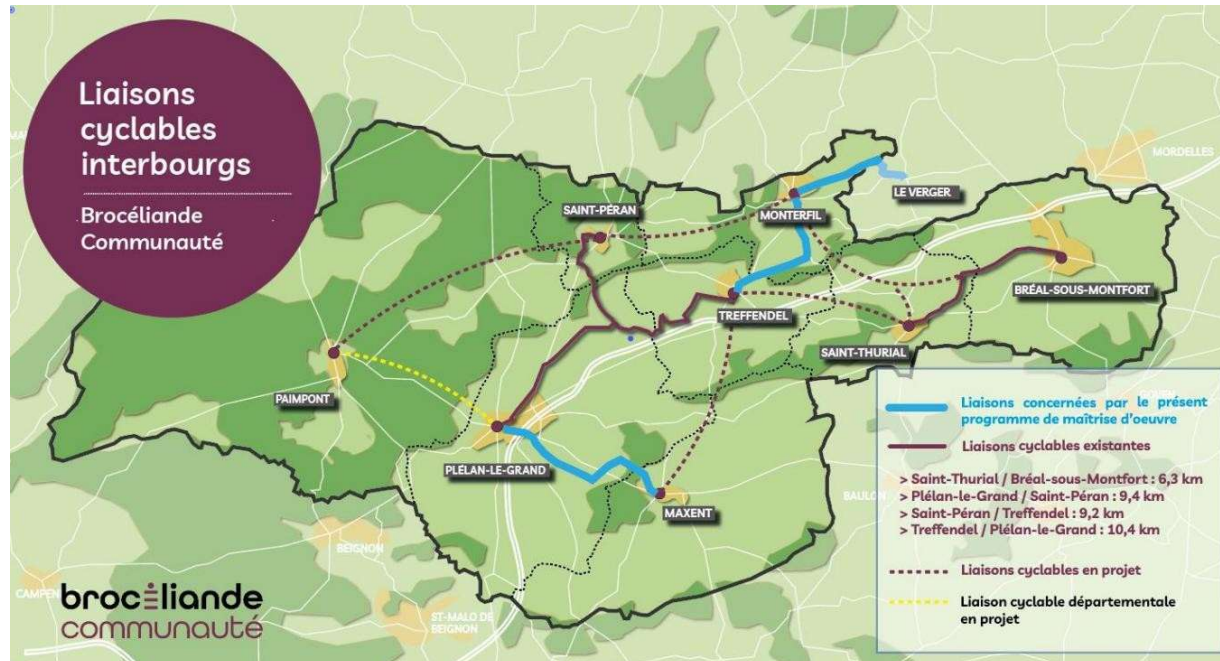 Liaisons
cyclables
interbourgs
Brocéliande
Communauté
MORDELLES
LE VERGER
SAINT-PÉRAN
MONTERFIL
BRÉAL-SOUS-MONTFORT
TREFFENDEL
SAINT-THURIAL
PAIMPONT
PLÉLAN-LE-GRAND
MAXENT
BAULON
BEIGNON
CAMPEN
ST-MALO DE
BEIGNON
Liaisons concernées par le présent
programme de maîtrise d'oeuvre
Liaisons cyclables existantes
> Saint-Thurial / Bréal-sous-Montfort : 6,3 km
> Plélan-le-Grand / Saint-Péran : 9,4 km
> Saint-Péran / Treffendel : 9,2 km
> Treffendel / Plélan-le-Grand : 10,4 km
Liaisons cyclables en projet
Liaison cyclable départementale
en projet
brocéliande
communauté